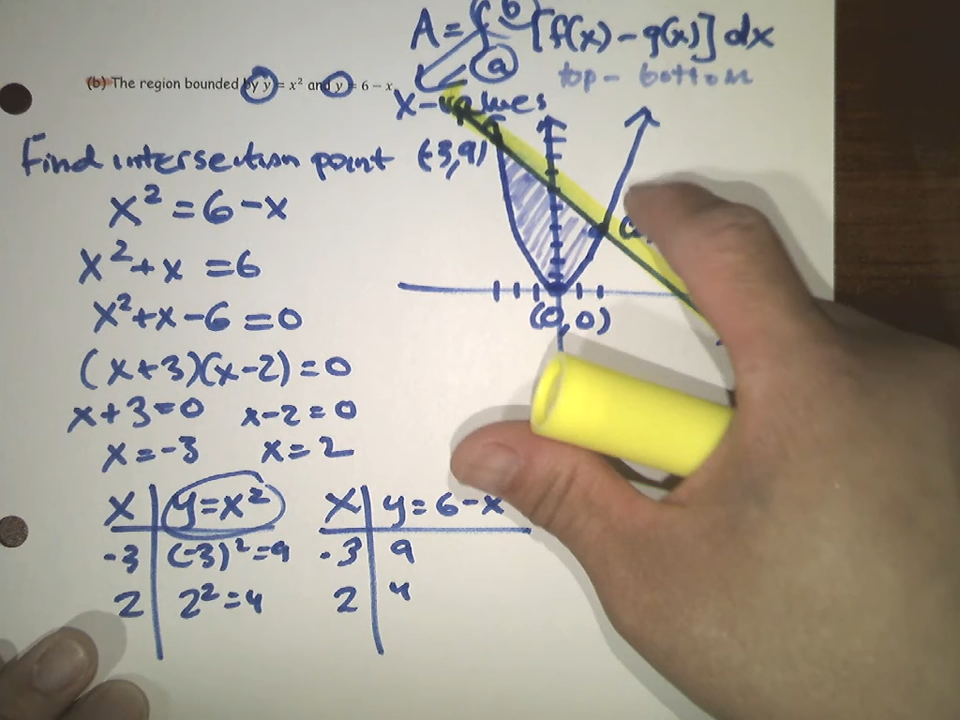 A = ∫ₐᵇ [f(x) - g(x)] dx
top - bottom
x-values
(b) The region bounded by y = x² and y = 6 - x
Find intersection point
(-3,9)
x² = 6 - x
x² + x = 6
x² + x - 6 = 0
(0,0)
(x+3)(x-2) = 0
x+3=0 x-2=0
x=-3 x=2
x y=x² x y=6-x
-3 (-3)²=9 -3 9
2 2²=4 2 4